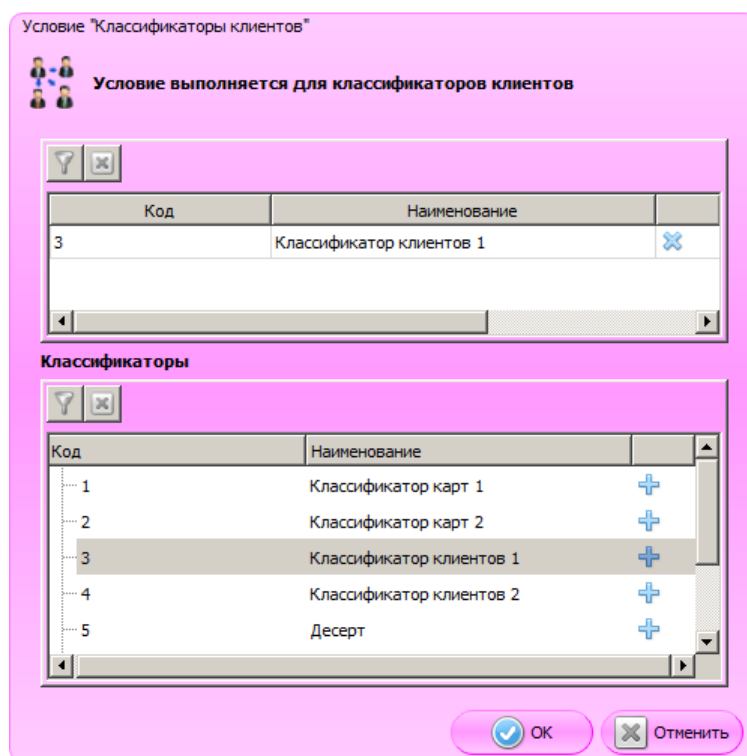 Условие "Классификаторы клиентов"
Условие выполняется для классификаторов клиентов
Код Наименование
3 Классификатор клиентов 1
Классификаторы
Код Наименование
1 Классификатор карт 1
2 Классификатор карт 2
3 Классификатор клиентов 1
4 Классификатор клиентов 2
5 Десерт
ОК Отменить